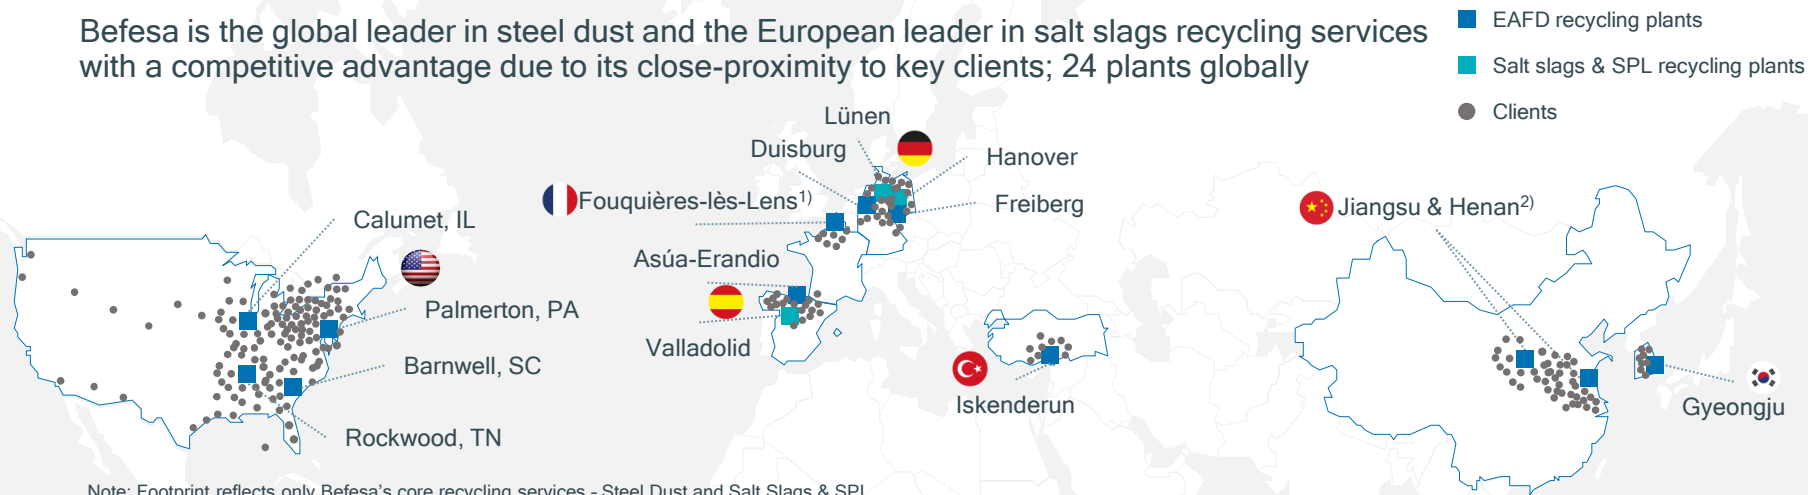 Befesa is the global leader in steel dust and the European leader in salt slags recycling services
with a competitive advantage due to its close-proximity to key clients; 24 plants globally
EAFD recycling plants
Salt slags & SPL recycling plants
Clients
Lünen
Duisburg
Hanover
Fouquières-lès-Lens1)
Freiberg
Jiangsu & Henan2)
Calumet, IL
Asúa-Erandio
Palmerton, PA
Valladolid
Barnwell, SC
Iskenderun
Gyeongju
Rockwood, TN
Note: Footprint reflects only Befesa's core recycling services - Steel Dust and Salt Slags & SPL